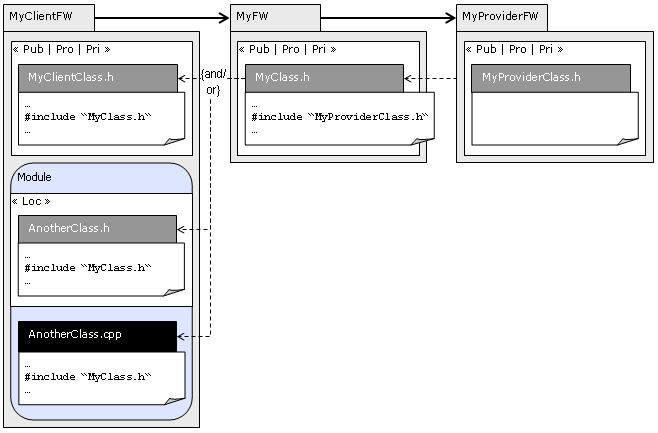 MyClientFW
MyFW
MyProviderFW
« Pub | Pro | Pri »
« Pub | Pro | Pri »
« Pub | Pro | Pri »
MyClientClass.h
{and/
or}
MyClass.h
MyProviderClass.h
…
#include "MyClass.h"
…
…
#include "MyProviderClass.h"
…
Module
« Loc »
AnotherClass.h
…
#include "MyClass.h"
…
AnotherClass.cpp
…
#include "MyClass.h"
…